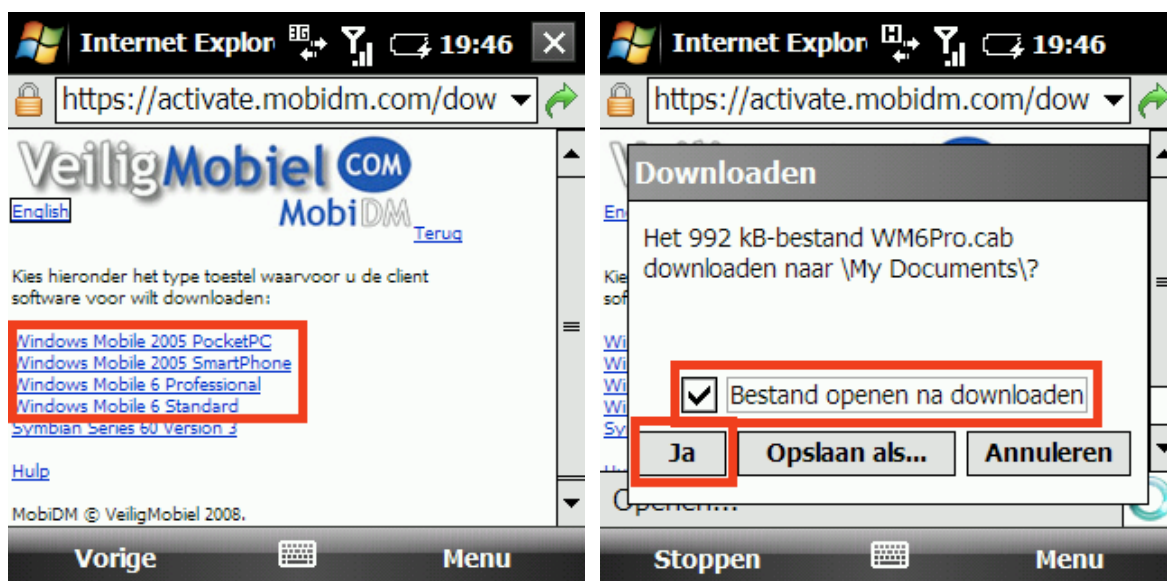 Internet Explor 3G 19:46
https://activate.mobidm.com/dow
VeiligMobiel COM
English
MobiDM
Terug
Kies hieronder het type toestel waarvoor u de client
software voor wilt downloaden:
Windows Mobile 2005 PocketPC
Windows Mobile 2005 SmartPhone
Windows Mobile 6 Professional
Windows Mobile 6 Standard
Symbian Series 60 Version 3
Hulp
MobiDM © VeiligMobiel 2008.
Vorige Menu
Internet Explor H 19:46
https://activate.mobidm.com/dow
Downloaden
Het 992 kB-bestand WM6Pro.cab
downloaden naar \My Documents\?
Bestand openen na downloaden
Ja Opslaan als... Annuleren
Openen...
Stoppen Menu